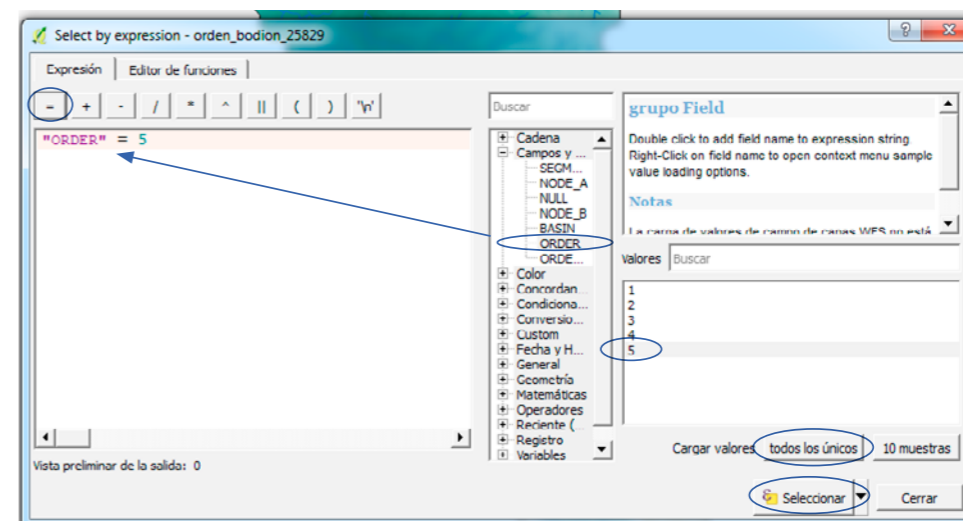 Select by expression - orden_bodion_25829
Expresión
Editor de funciones
= + - / * ^ || ( ) '\n'
"ORDER" = 5
Vista preliminar de la salida: 0
Buscar
Cadena
Campos y ...
SEGM...
NODE_A
NULL
NODE_B
BASIN
ORDER
ORDE...
Color
Concordan...
Condiciona...
Conversio...
Custom
Fecha y H...
General
Geometría
Matemáticas
Operadores
Reciente (...
Registro
Variables
grupo Field
Double click to add field name to expression string.
Right-Click on field name to open context menu sample
value loading options.
Notas
La carga de valores de campo de capas WFS no está
Valores Buscar
1
2
3
4
5
Cargar valores todos los únicos 10 muestras
Seleccionar Cerrar